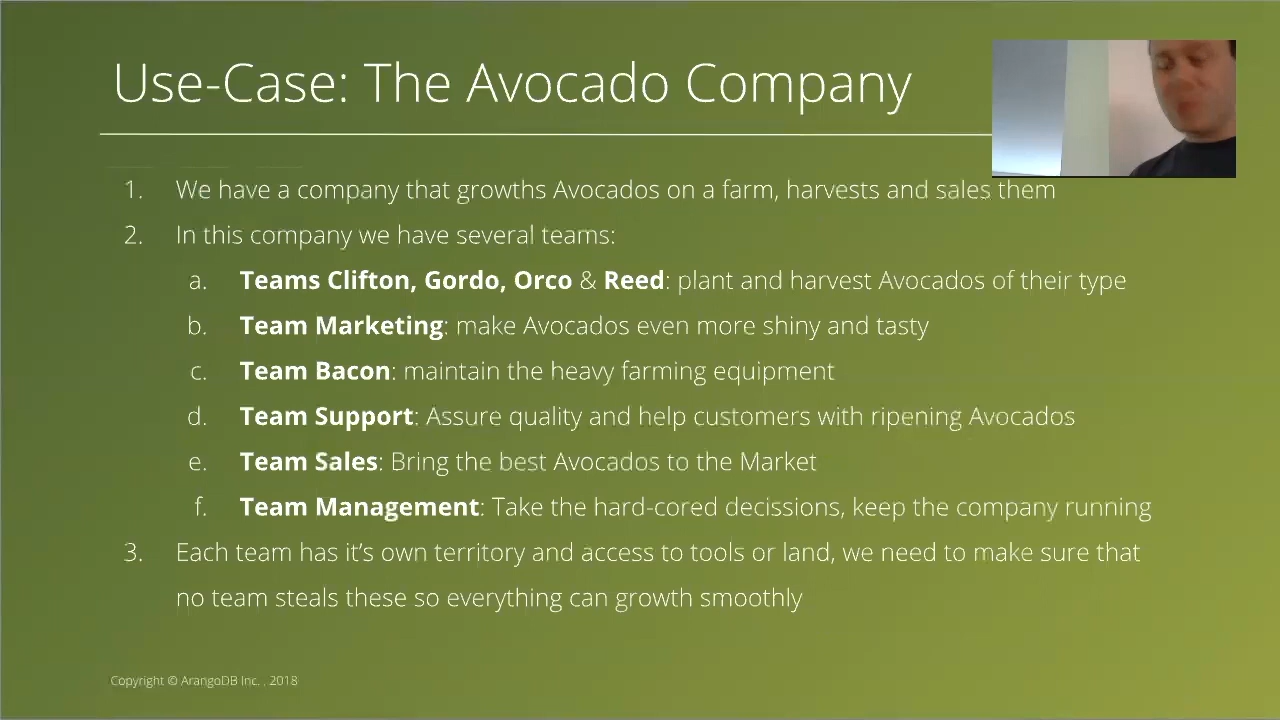 Use-Case: The Avocado Company
1. We have a company that growths Avocados on a farm, harvests and sales them
2. In this company we have several teams:
a. Teams Clifton, Gordo, Orco & Reed: plant and harvest Avocados of their type
b. Team Marketing: make Avocados even more shiny and tasty
c. Team Bacon: maintain the heavy farming equipment
d. Team Support: Assure quality and help customers with ripening Avocados
e. Team Sales: Bring the best Avocados to the Market
f. Team Management: Take the hard-cored decissions, keep the company running
3. Each team has it’s own territory and access to tools or land, we need to make sure that
no team steals these so everything can growth smoothly
Copyright © ArangoDB Inc. , 2018